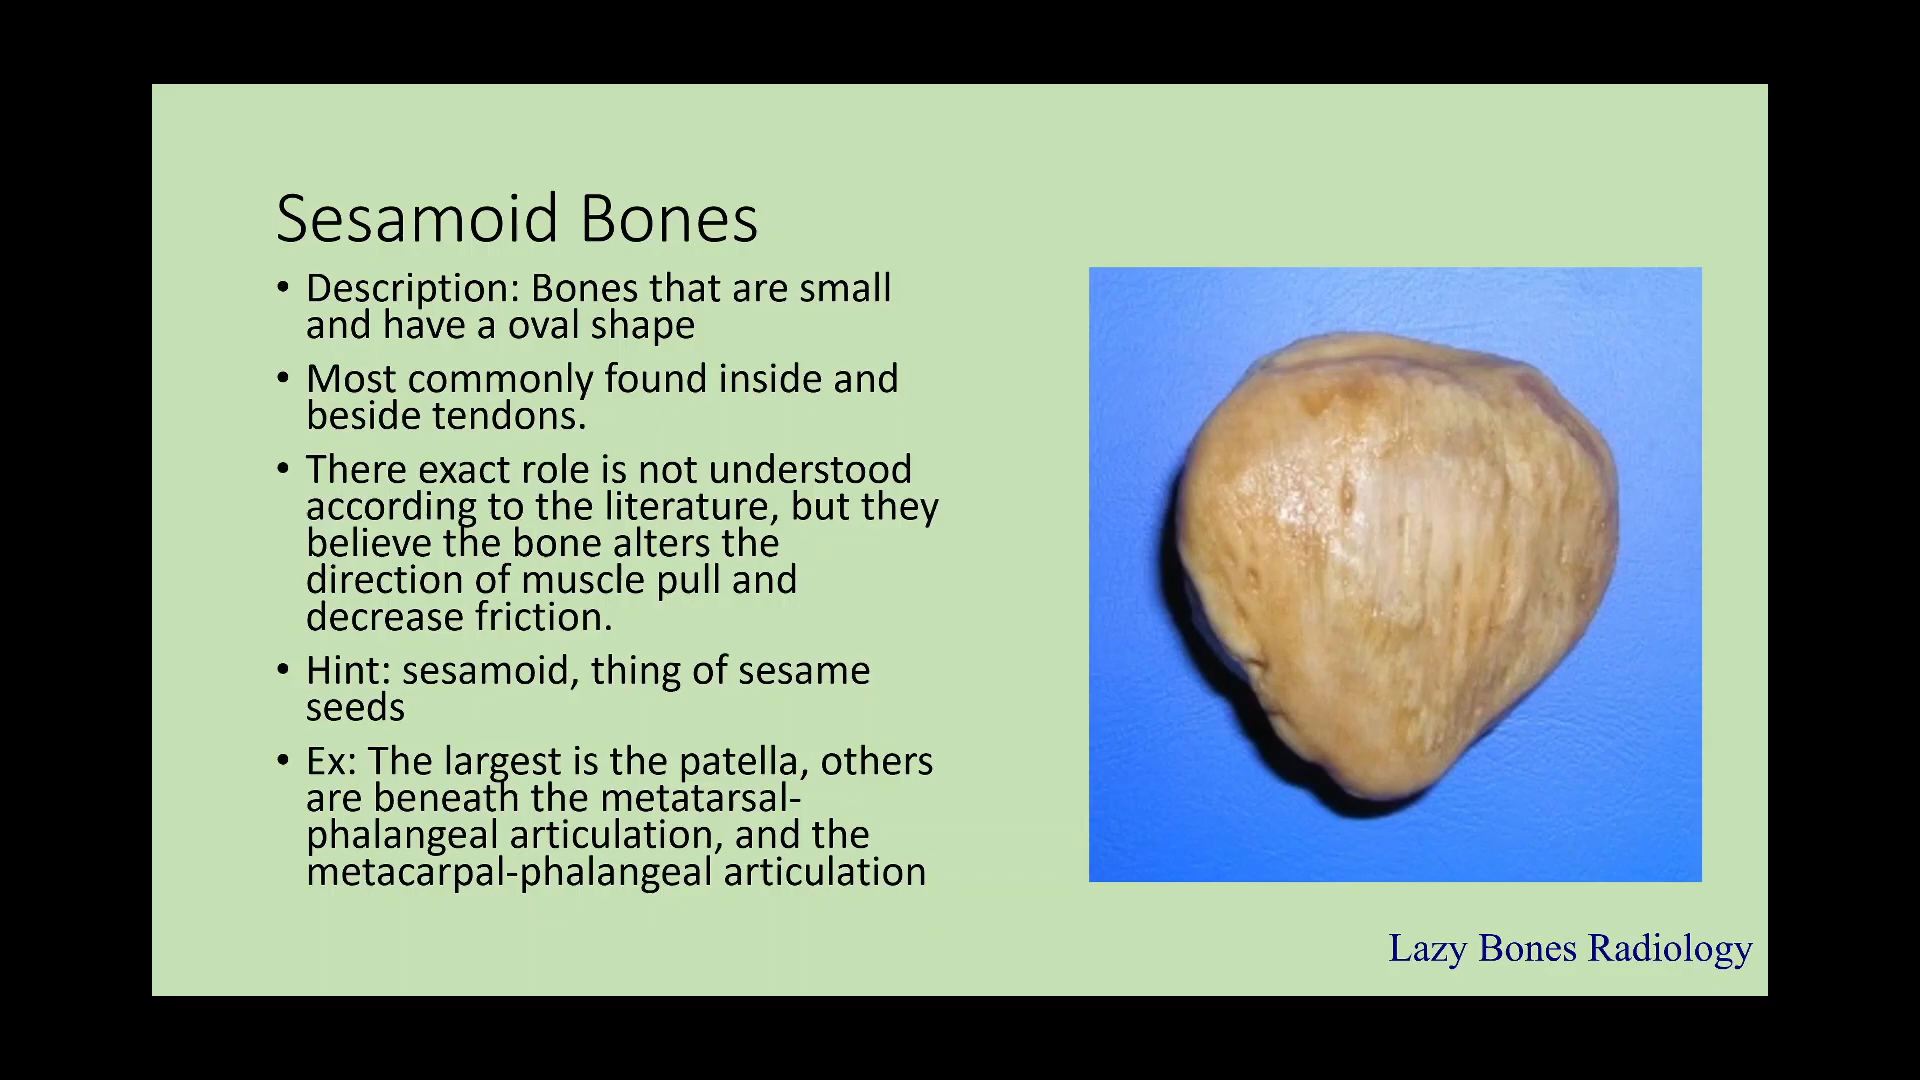 Sesamoid Bones
• Description: Bones that are small
and have a oval shape
• Most commonly found inside and
beside tendons.
• There exact role is not understood
according to the literature, but they
believe the bone alters the
direction of muscle pull and
decrease friction.
• Hint: sesamoid, thing of sesame
seeds
• Ex: The largest is the patella, others
are beneath the metatarsal-
phalangeal articulation, and the
metacarpal-phalangeal articulation
Lazy Bones Radiology